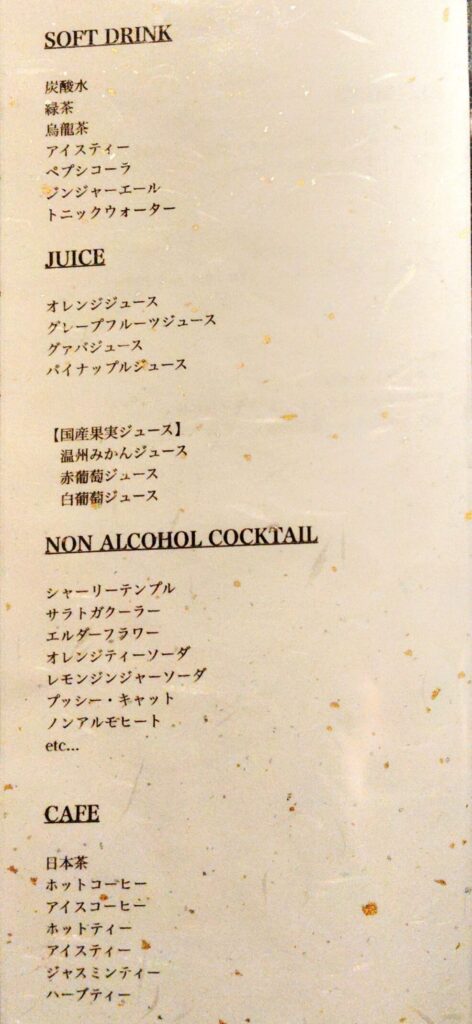 SOFT DRINK
炭酸水
緑茶
烏龍茶
アイスティー
ペプシコーラ
ジンジャーエール
トニックウォーター
JUICE
オレンジジュース
グレープフルーツジュース
グァバジュース
パイナップルジュース
【国産果実ジュース】
温州みかんジュース
赤葡萄ジュース
白葡萄ジュース
NON ALCOHOL COCKTAIL
シャーリーテンプル
サラトガクーラー
エルダーフラワー
オレンジティーソーダ
レモンジンジャーソーダ
プッシー・キャット
ノンアルモヒート
etc...
CAFE
日本茶
ホットコーヒー
アイスコーヒー
ホットティー
アイスティー
ジャスミンティー
ハーブティー